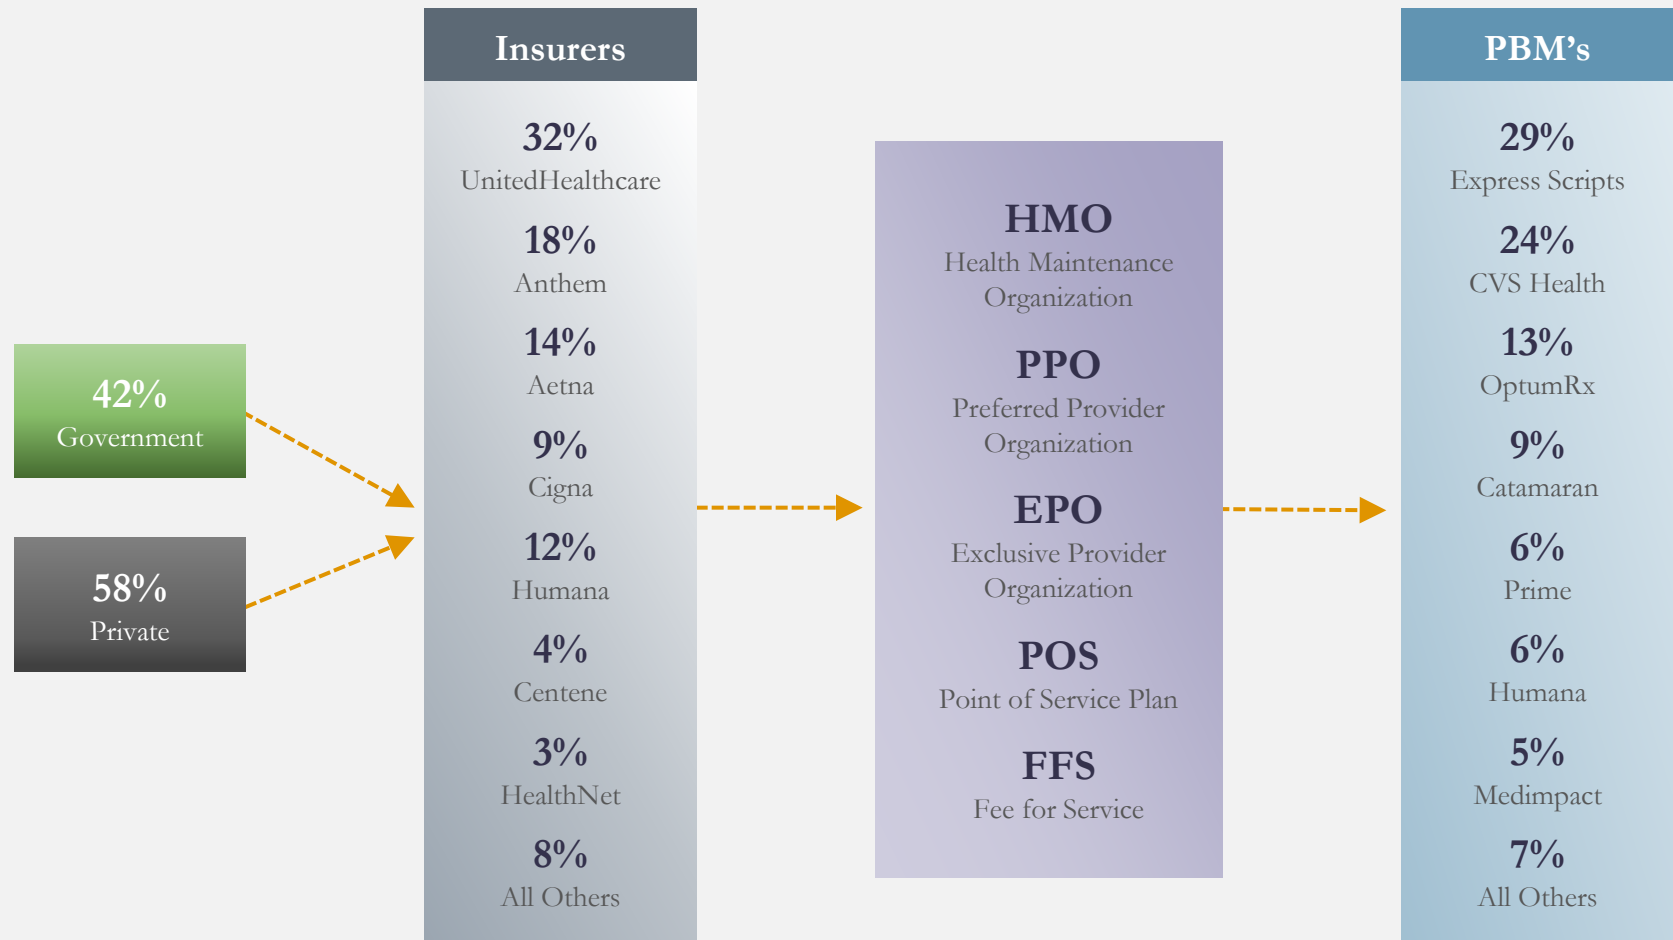 42%
Government
58%
Private
Insurers
32%
UnitedHealthcare
18%
Anthem
14%
Aetna
9%
Cigna
12%
Humana
4%
Centene
3%
HealthNet
8%
All Others
HMO
Health Maintenance
Organization
PPO
Preferred Provider
Organization
EPO
Exclusive Provider
Organization
POS
Point of Service Plan
FFS
Fee for Service
PBM’s
29%
Express Scripts
24%
CVS Health
13%
OptumRx
9%
Catamaran
6%
Prime
6%
Humana
5%
Medimpact
7%
All Others